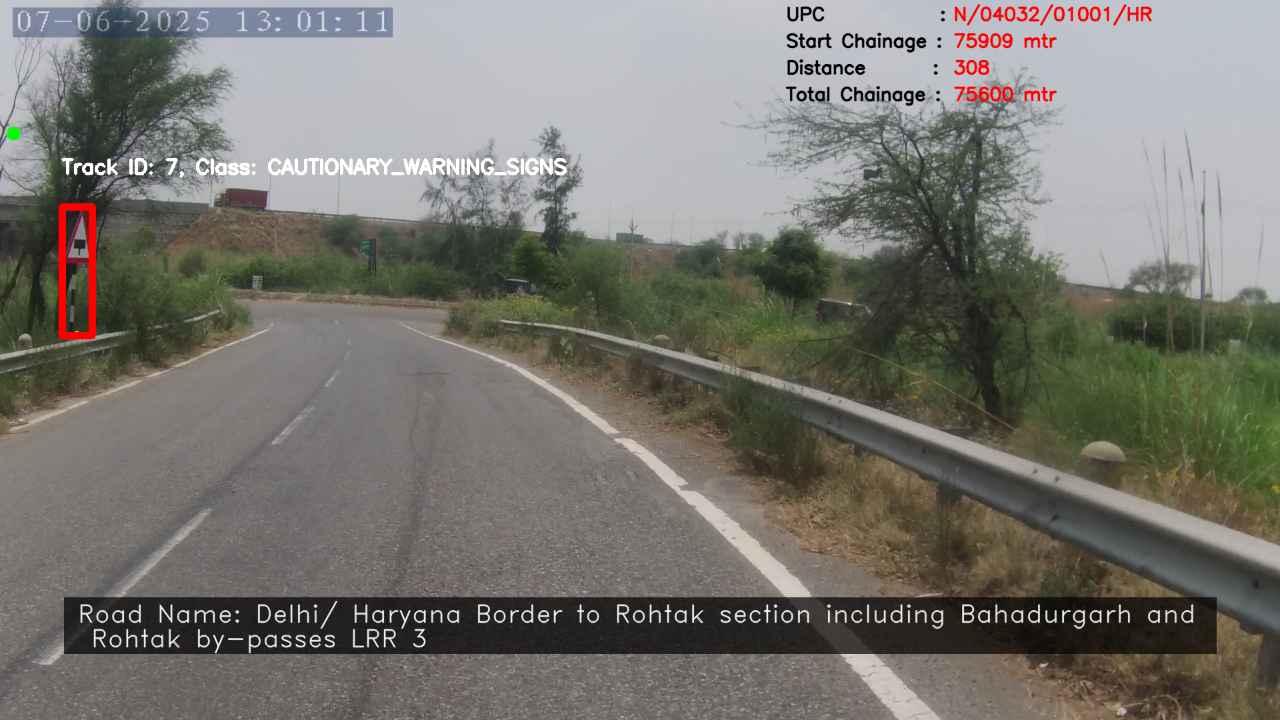 07-06-2025 13:01:11
UPC : N/04032/01001/HR
Start Chainage : 75909 mtr
Distance : 308
Total Chainage : 75600 mtr
Track ID: 7, Class: CAUTIONARY_WARNING_SIGNS
Road Name: Delhi/ Haryana Border to Rohtak section including Bahadurgarh and
Rohtak by-passes LRR 3